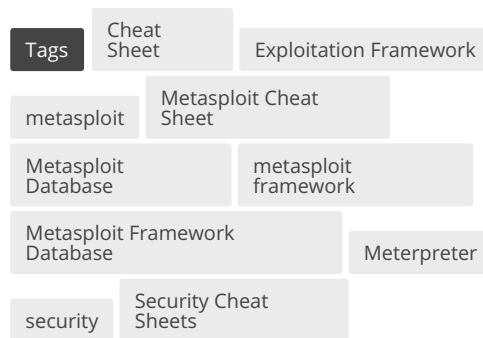 Tags
Cheat
Sheet
Exploitation Framework
metasploit
Metasploit Cheat
Sheet
Metasploit
Database
metasploit
framework
Metasploit Framework
Database
Meterpreter
security
Security Cheat
Sheets